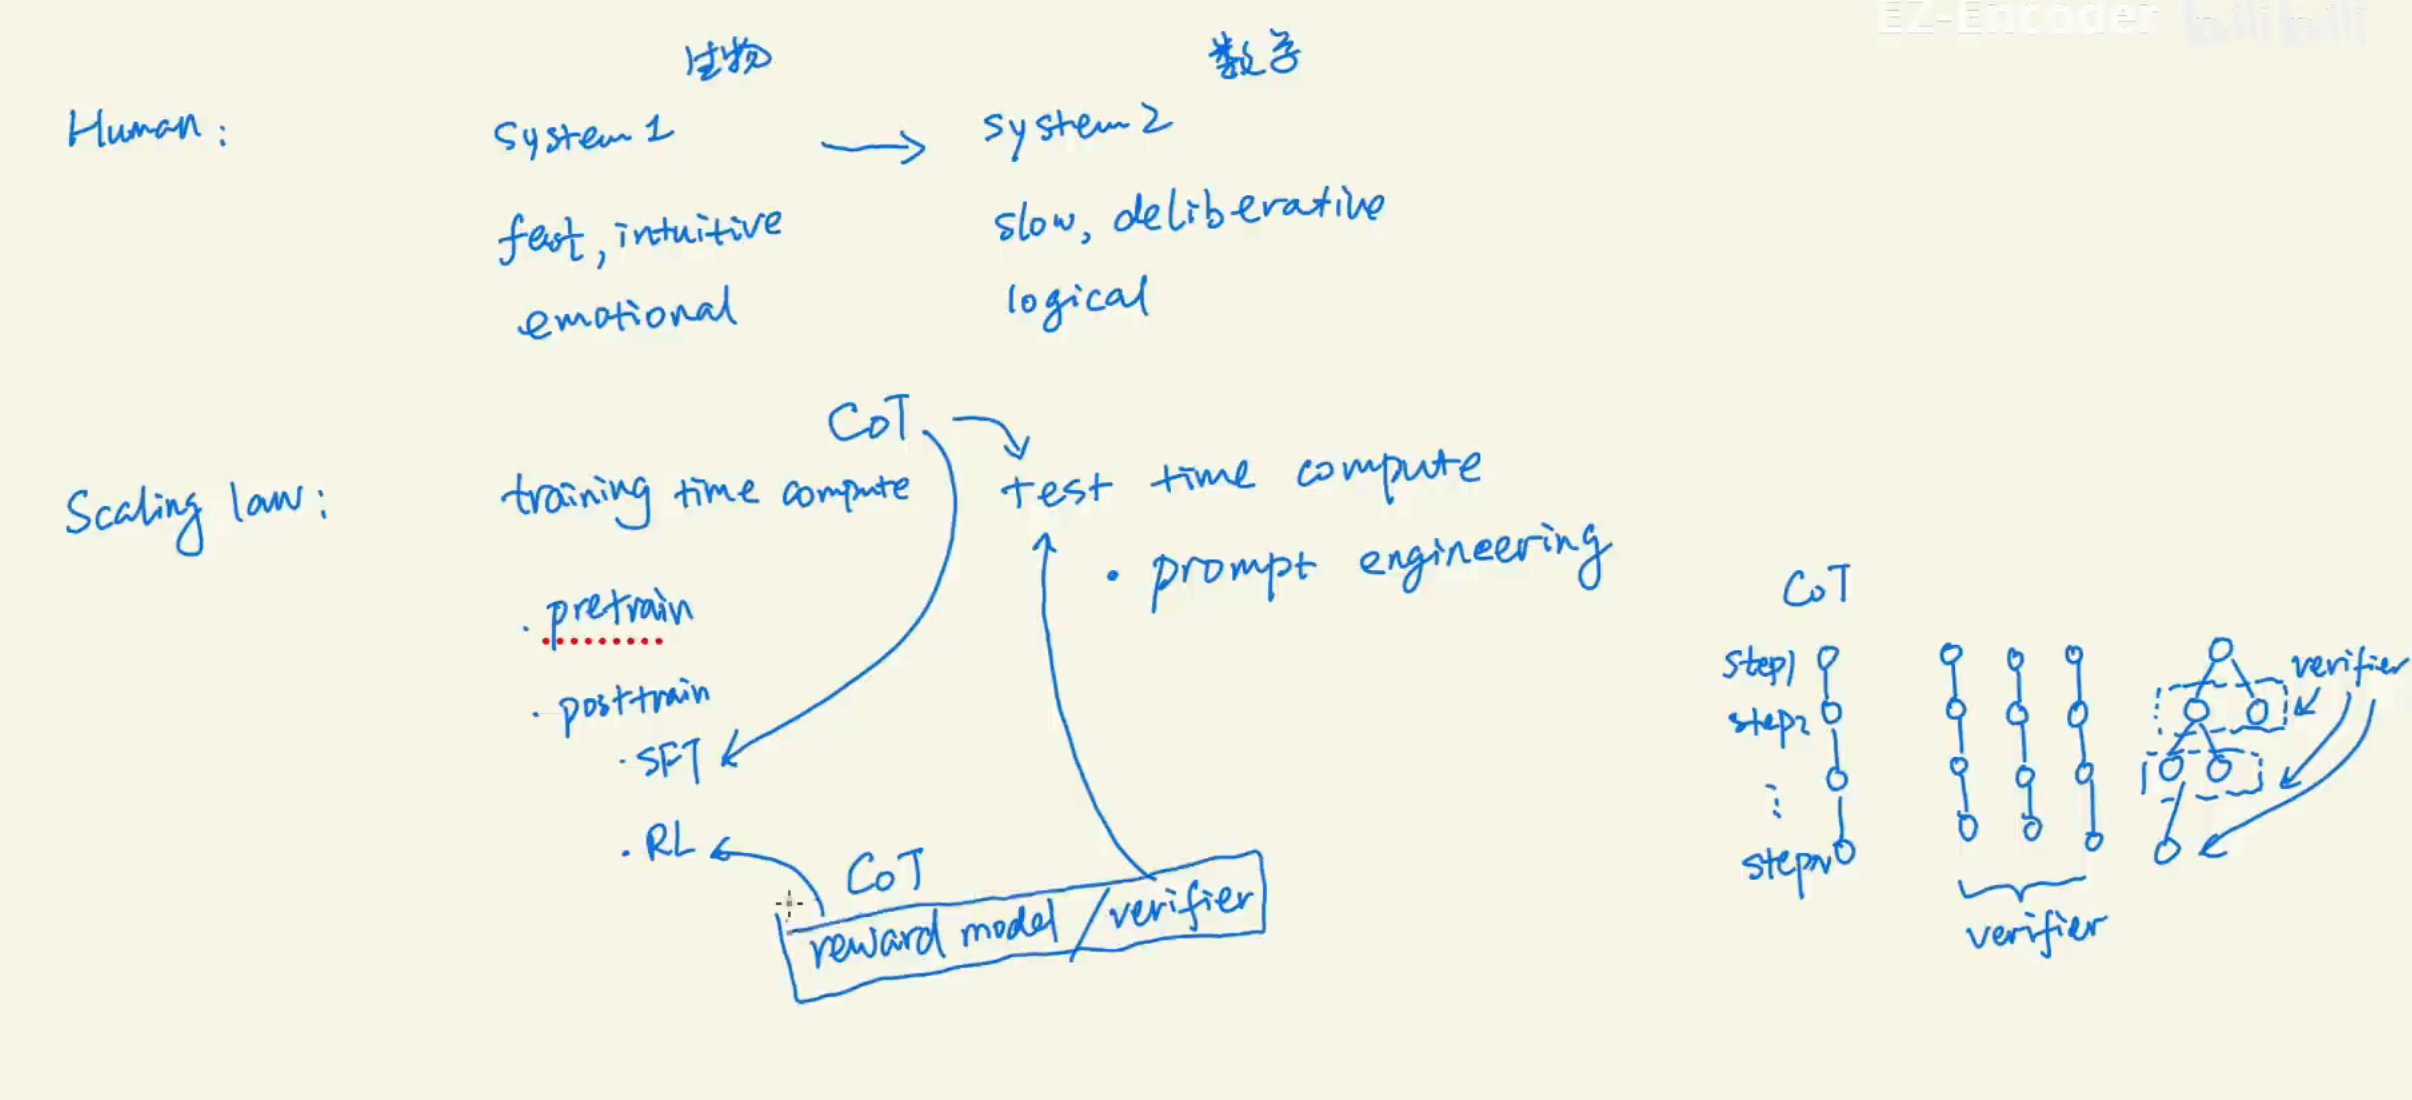 EZ-Encoder bilibili
生物 数学
Human: System 1 → System 2
fast, intuitive slow, deliberative
emotional logical
CoT
Scaling law: training time compute test time compute
· prompt engineering
· pretrain
· posttrain
· SFT
· RL
CoT
reward model / verifier
CoT
step1
step2
⋮
stepn
verifier
verifier